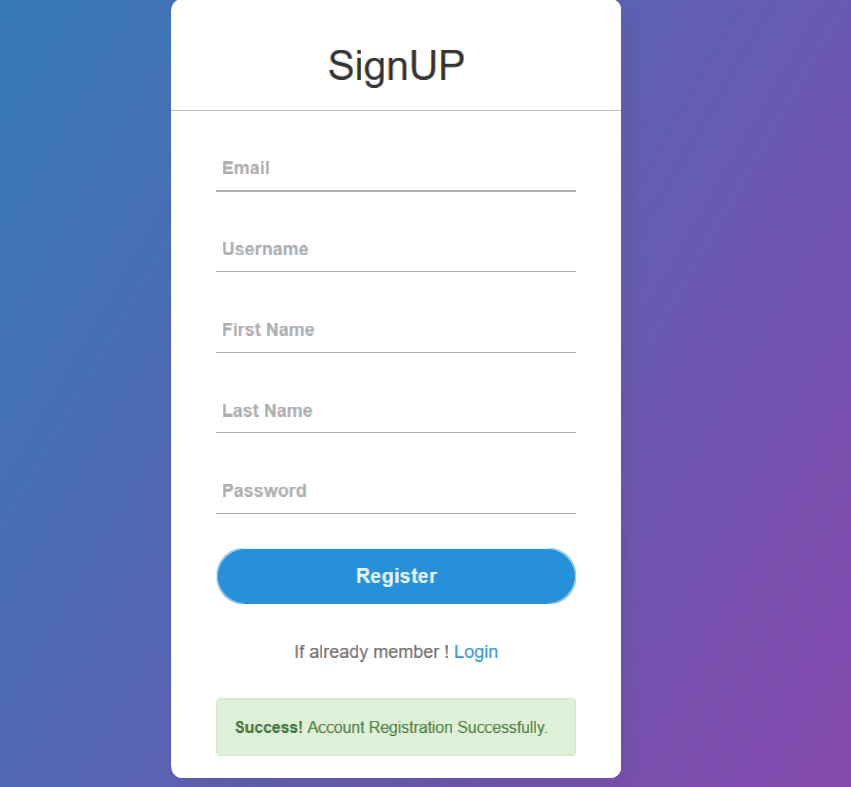 SignUP
Email
Username
First Name
Last Name
Password
Register
If already member ! Login
Success! Account Registration Successfully.